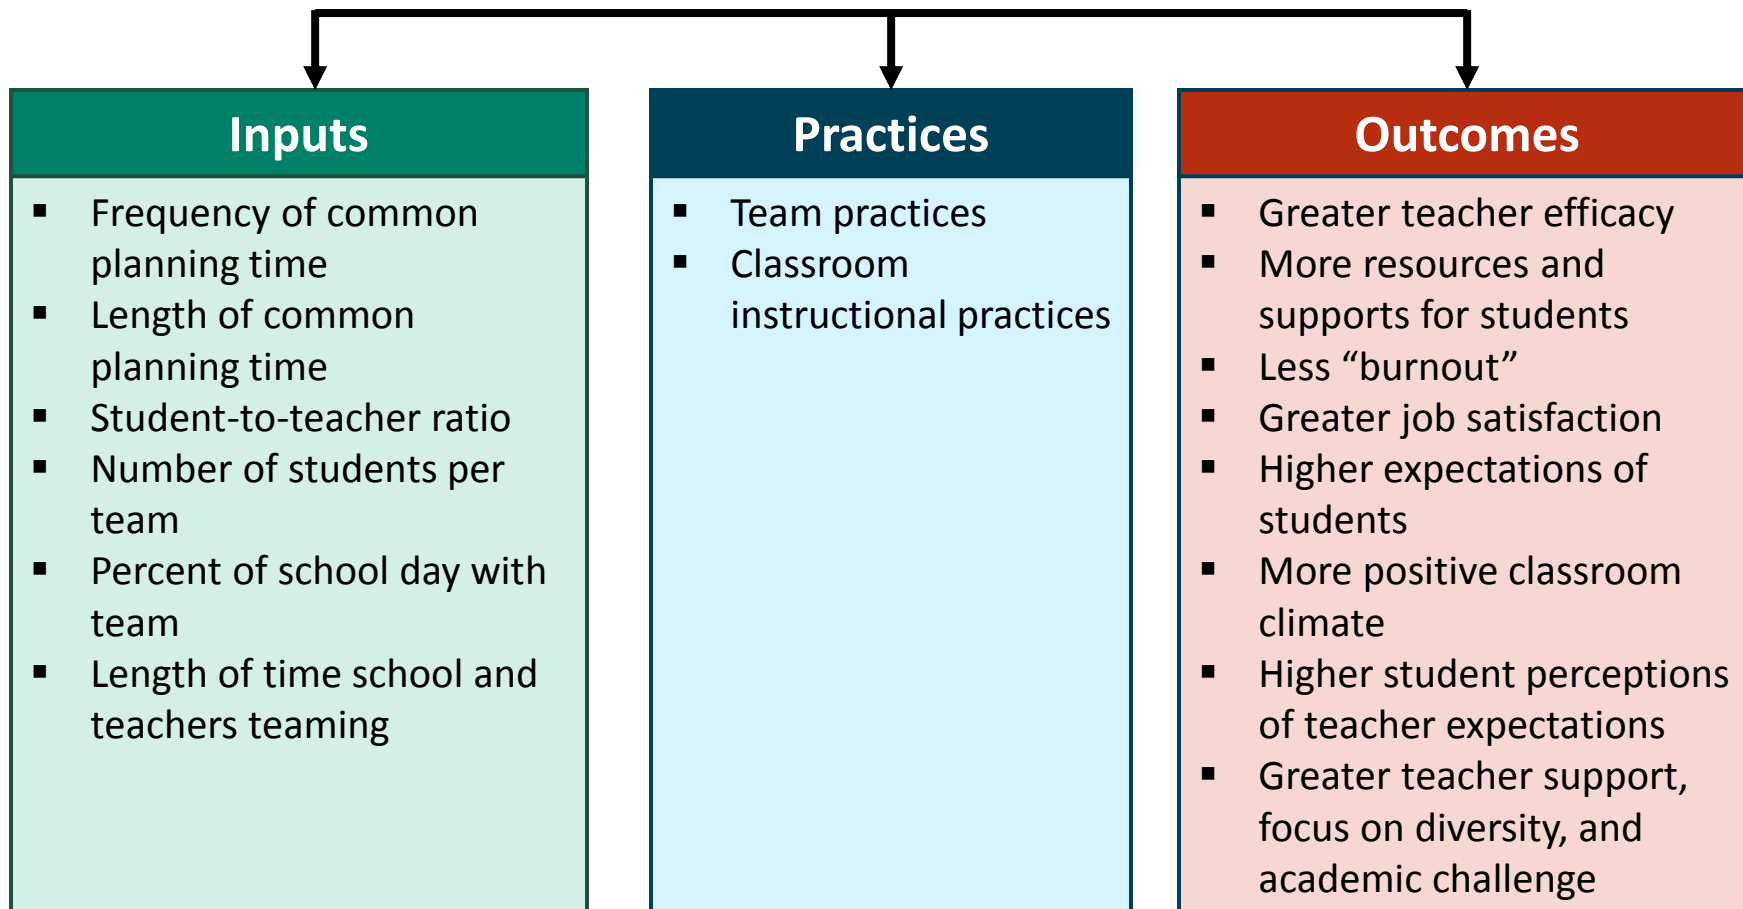 Inputs
▪ Frequency of common
planning time
▪ Length of common
planning time
▪ Student-to-teacher ratio
▪ Number of students per
team
▪ Percent of school day with
team
▪ Length of time school and
teachers teaming
Practices
▪ Team practices
▪ Classroom
instructional practices
Outcomes
▪ Greater teacher efficacy
▪ More resources and
supports for students
▪ Less “burnout”
▪ Greater job satisfaction
▪ Higher expectations of
students
▪ More positive classroom
climate
▪ Higher student perceptions
of teacher expectations
▪ Greater teacher support,
focus on diversity, and
academic challenge